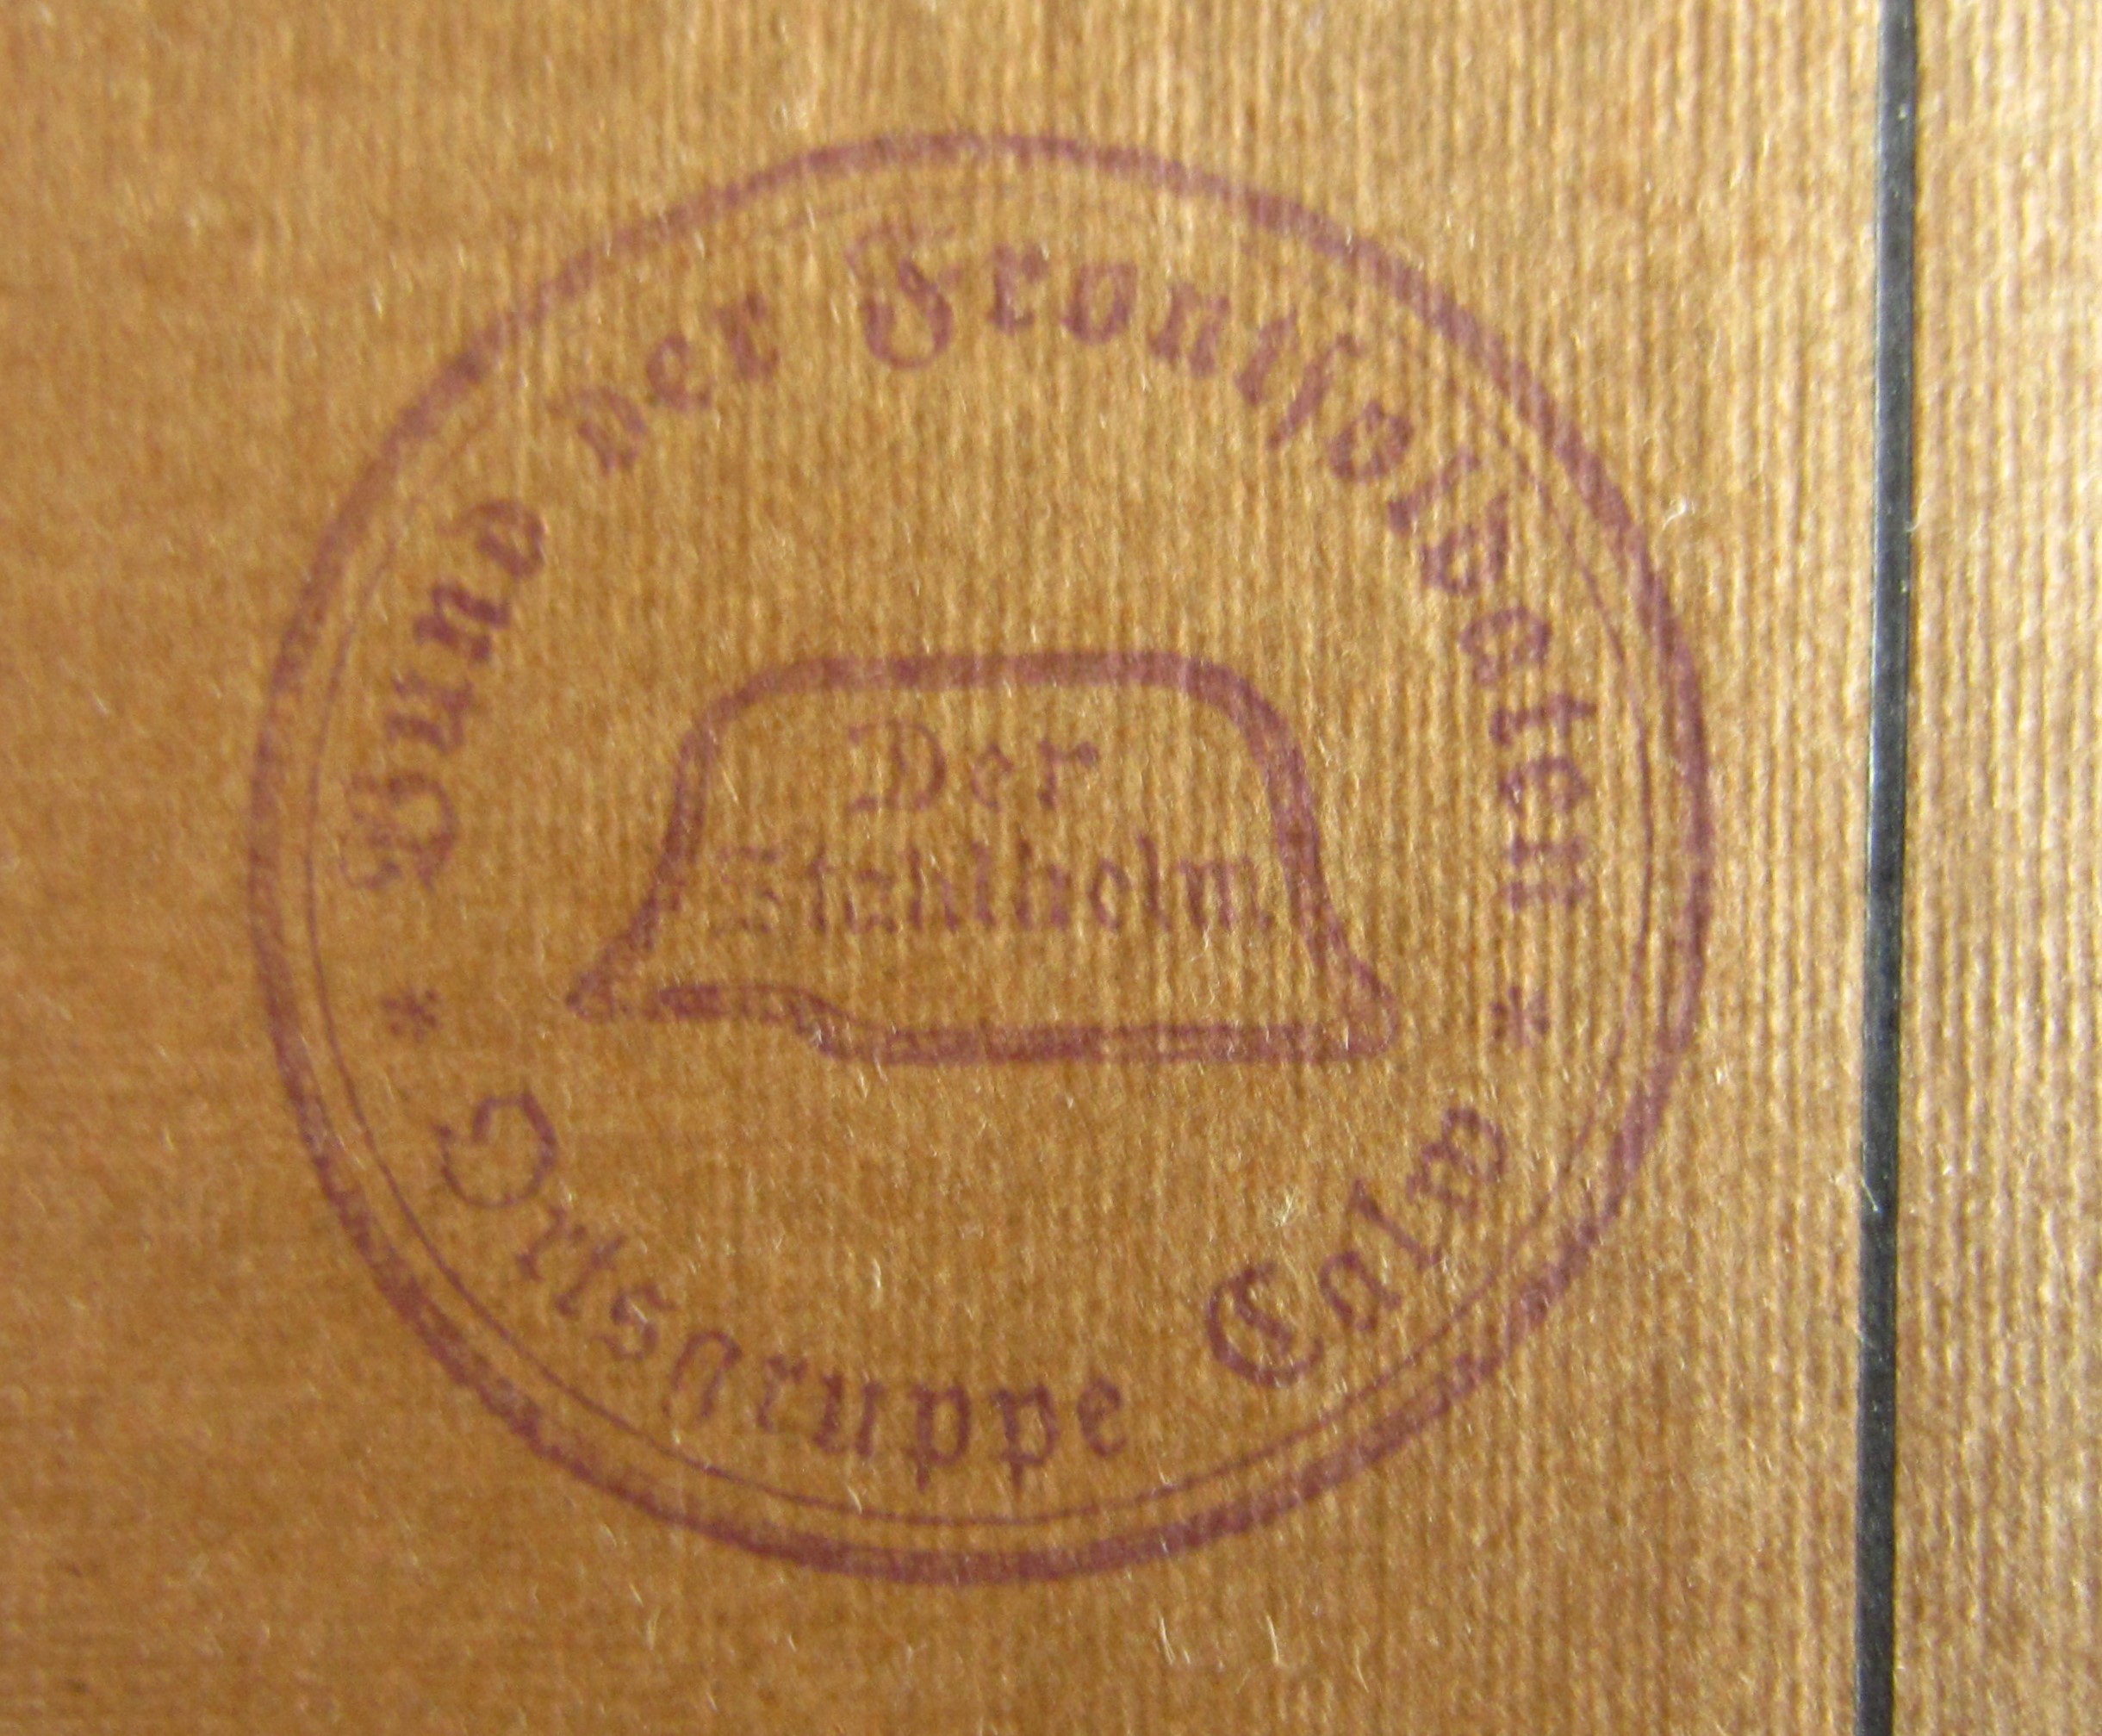 Bund der Frontsoldaten
Der
Stahlhelm
* Ortsgruppe Calw *